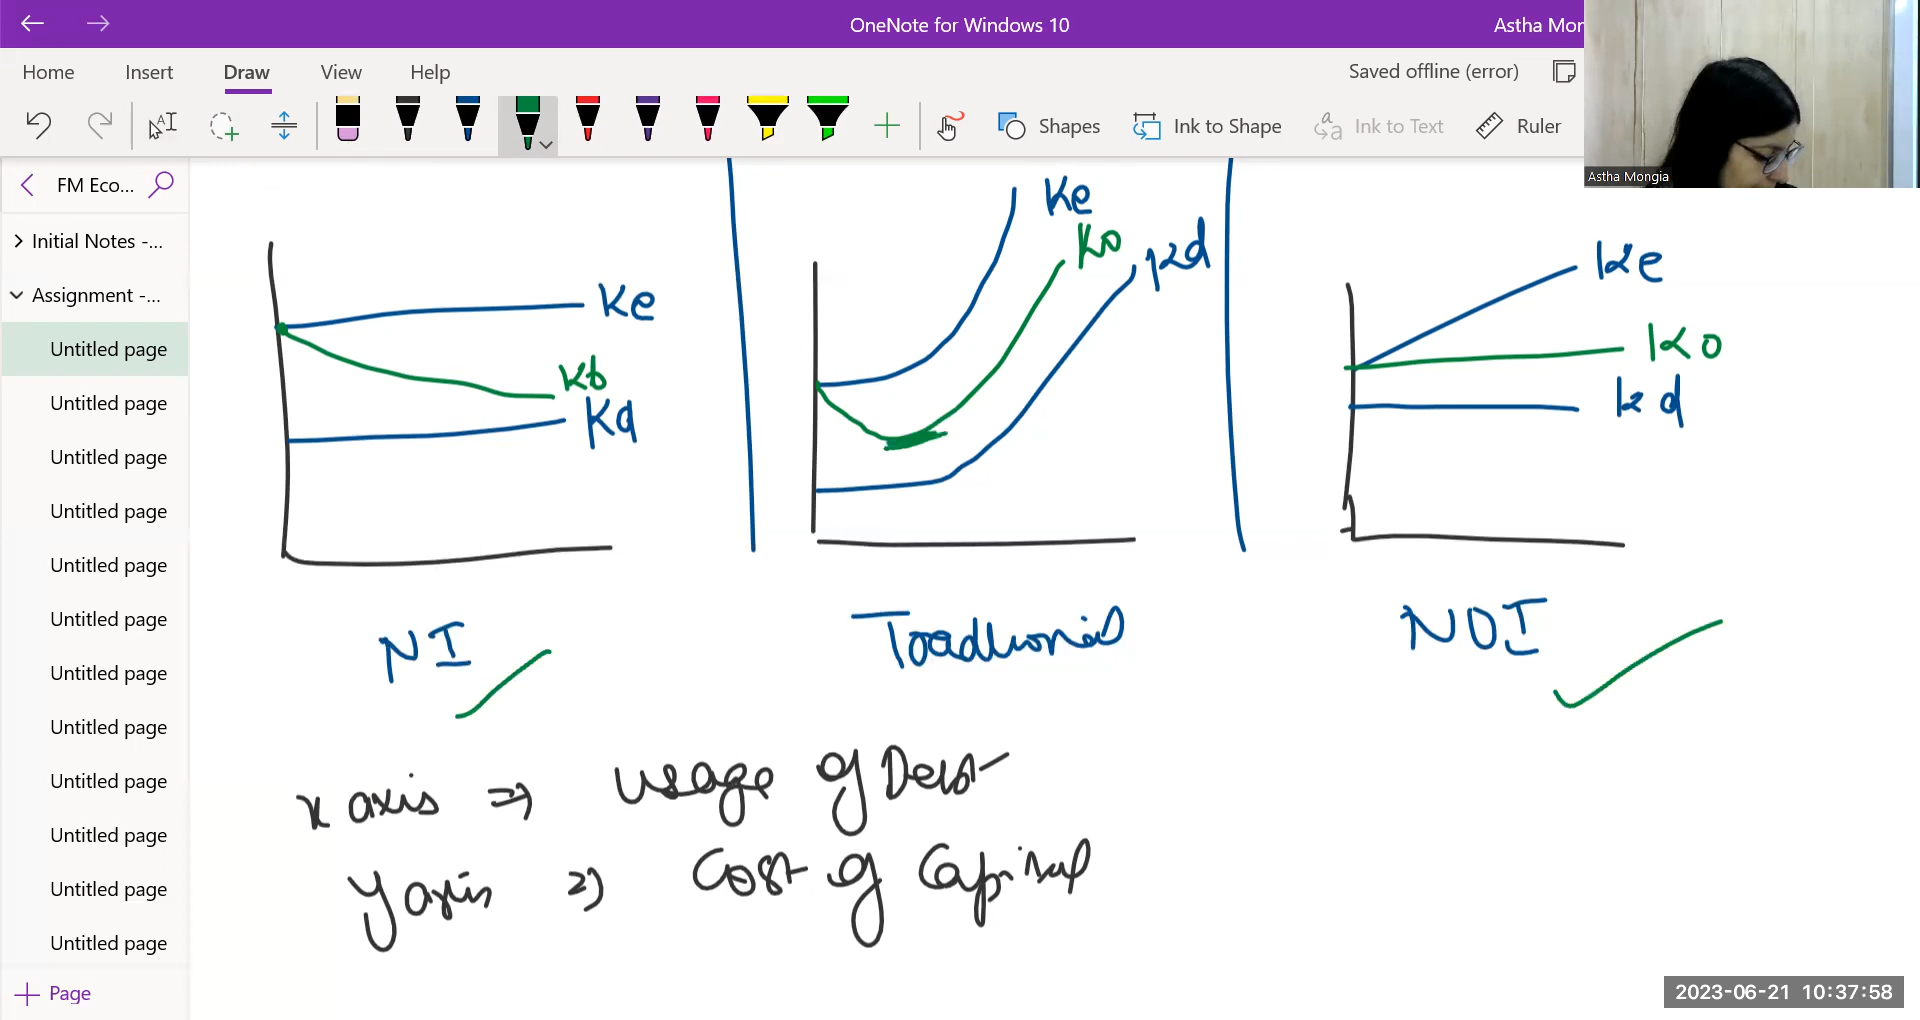 OneNote for Windows 10
Astha Mon
Home Insert Draw View Help
Saved offline (error)
Shapes Ink to Shape Ink to Text Ruler
Astha Mongia
FM Eco...
Initial Notes -...
Assignment -...
Untitled page
Untitled page
Untitled page
Untitled page
Untitled page
Untitled page
Untitled page
Untitled page
Untitled page
Untitled page
Untitled page
Untitled page
Page
Ke
Ko
Kd
NI
Ke
Ko
Kd
Traditional
Ke
Ko
Kd
NOI
x axis ⇒ usage of Debt
y axis ⇒ Cost of Capital
2023-06-21 10:37:58